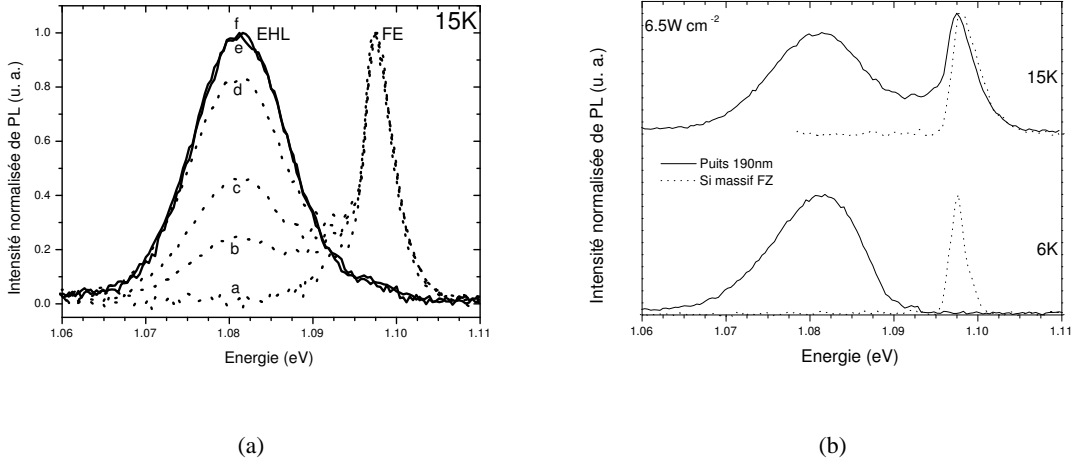 15K
f EHL FE
e
d
c
b
a
1.0
0.8
0.6
0.4
0.2
0.0
Intensité normalisée de PL (u. a.)
1.06 1.07 1.08 1.09 1.10 1.11
Energie (eV)
(a)
6.5W cm-2
15K
Puits 190nm
Si massif FZ
6K
Intensité normalisée de PL (u. a.)
1.06 1.07 1.08 1.09 1.10 1.11
Energie (eV)
(b)